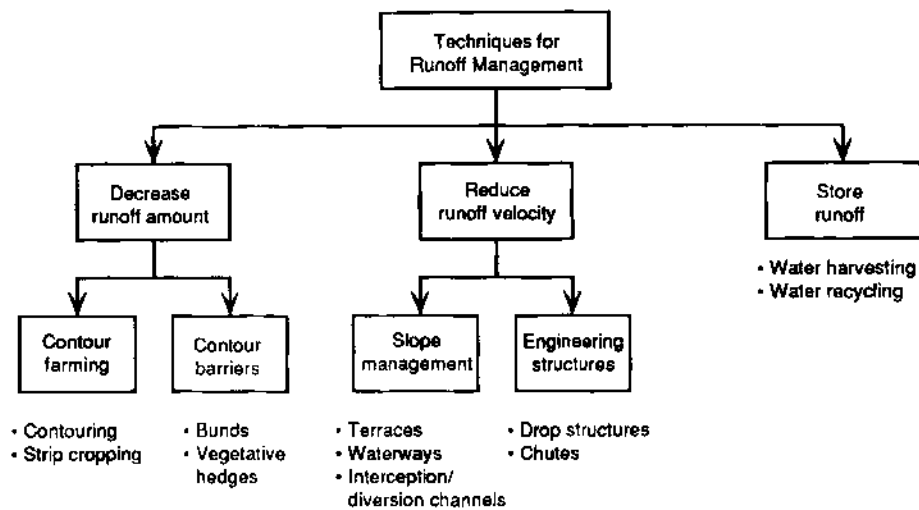 Techniques for
Runoff Management
Decrease
runoff amount
Reduce
runoff velocity
Store
runoff
• Water harvesting
• Water recycling
Contour
farming
Contour
barriers
Slope
management
Engineering
structures
• Contouring
• Strip cropping
• Bunds
• Vegetative
hedges
• Terraces
• Waterways
• Interception/
diversion channels
• Drop structures
• Chutes